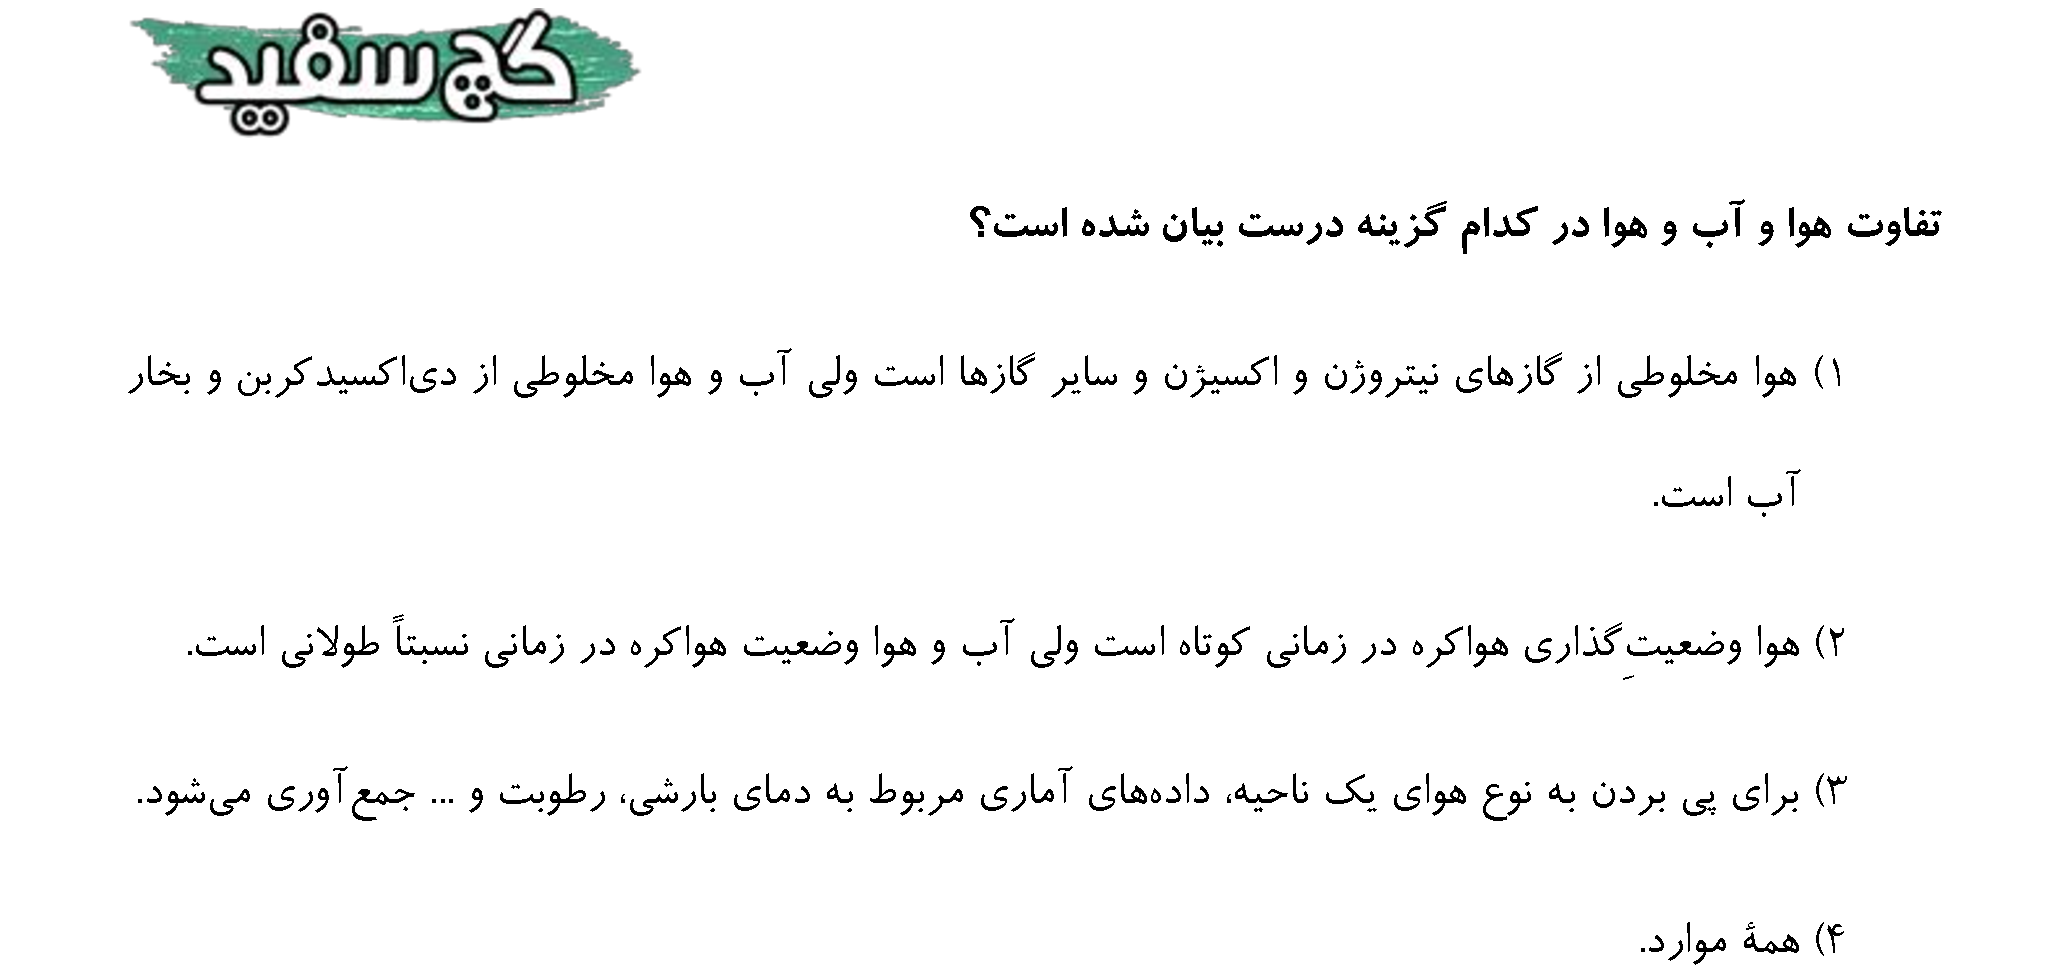 گچ سفید
تفاوت هوا و آب و هوا در کدام گزینه درست بیان شده است؟
۱) هوا مخلوطی از گازهای نیتروژن و اکسیژن و سایر گازها است ولی آب و هوا مخلوطی از دی‌اکسیدکربن و بخار
آب است.
۲) هوا وضعیتِ‌گذاری هواکره در زمانی کوتاه است ولی آب و هوا وضعیت هواکره در زمانی نسبتاً طولانی است.
۳) برای پی بردن به نوع هوای یک ناحیه، داده‌های آماری مربوط به دمای بارشی، رطوبت و ... جمع‌آوری می‌شود.
۴) همهٔ موارد.